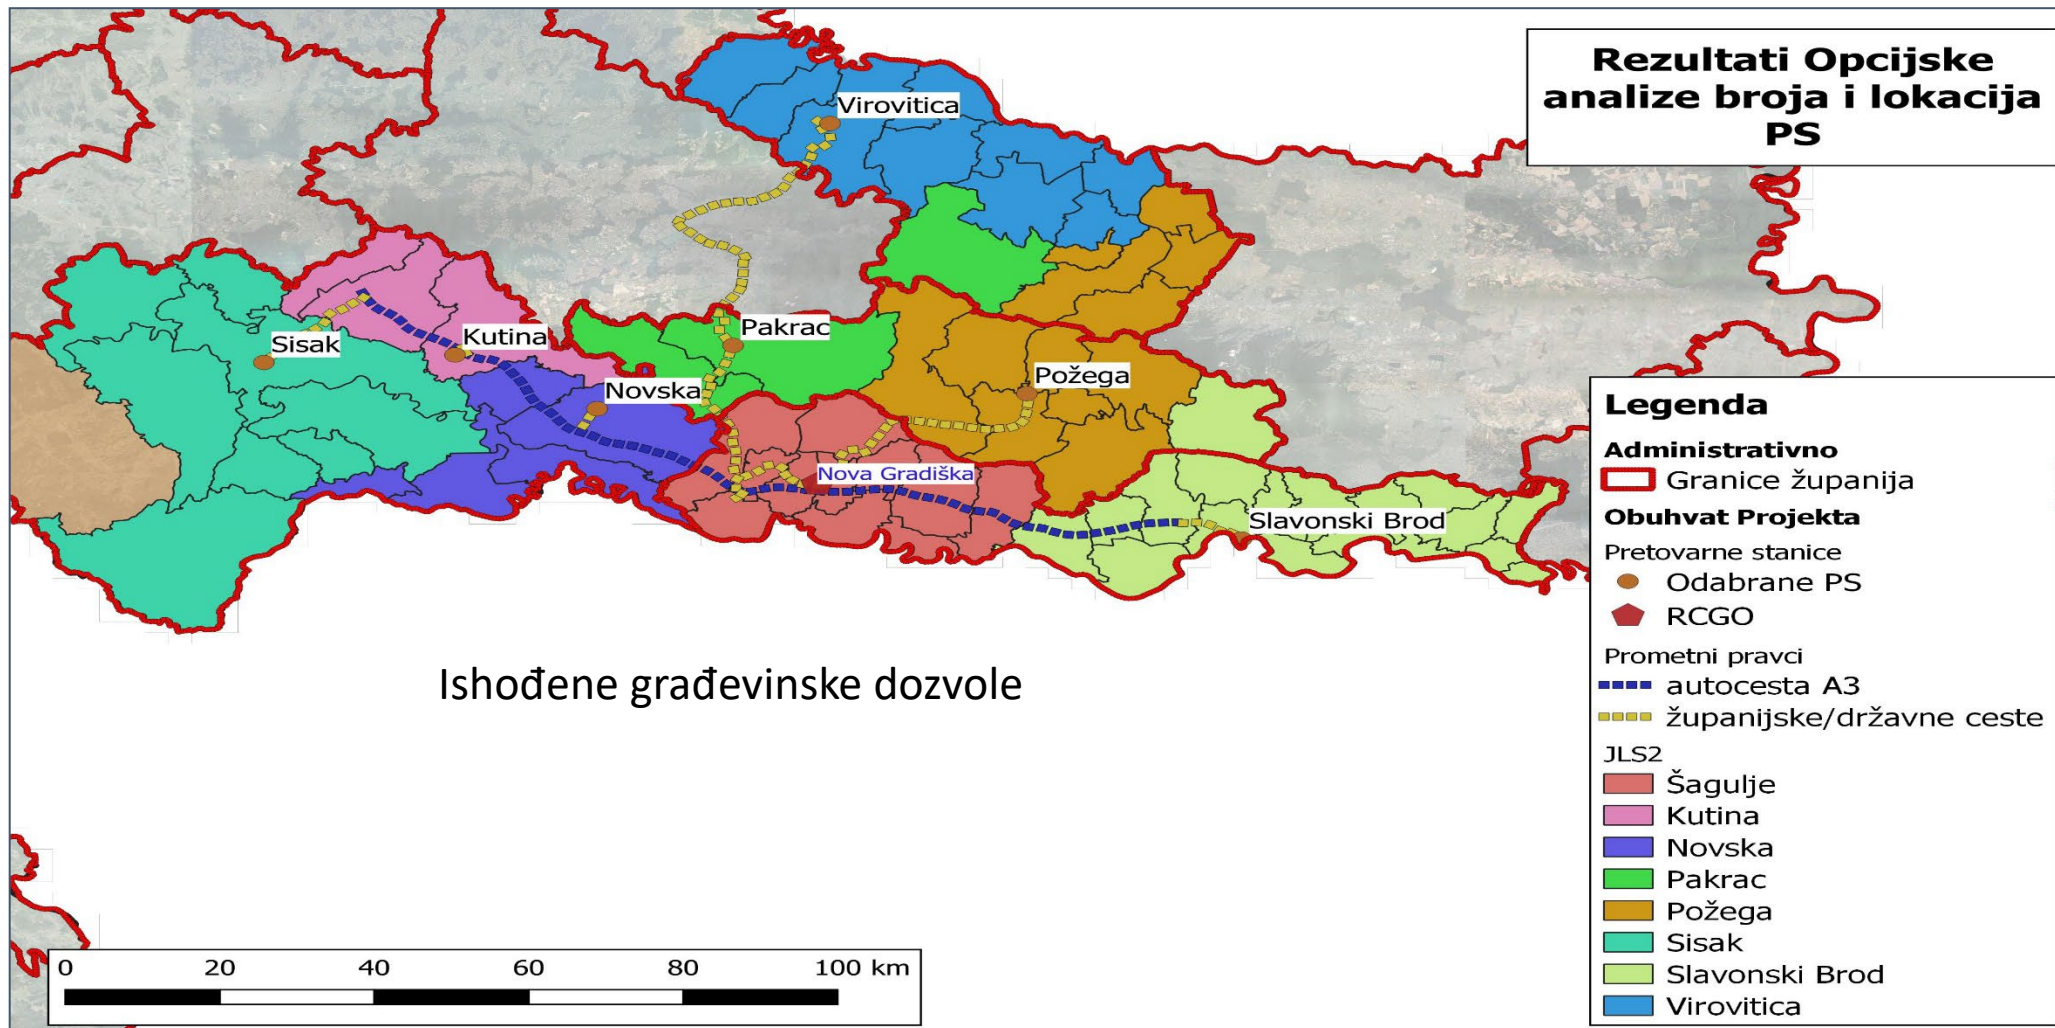 Rezultati Opcijske
analize broja i lokacija
PS
Virovitica
Sisak
Kutina
Pakrac
Novska
Požega
Nova Gradiška
Slavonski Brod
Legenda
Administrativno
Granice županija
Obuhvat Projekta
Pretovarne stanice
Odabrane PS
RCGO
Prometni pravci
autocesta A3
županijske/državne ceste
JLS2
Šagulje
Kutina
Novska
Pakrac
Požega
Sisak
Slavonski Brod
Virovitica
Ishođene građevinske dozvole
0 20 40 60 80 100 km